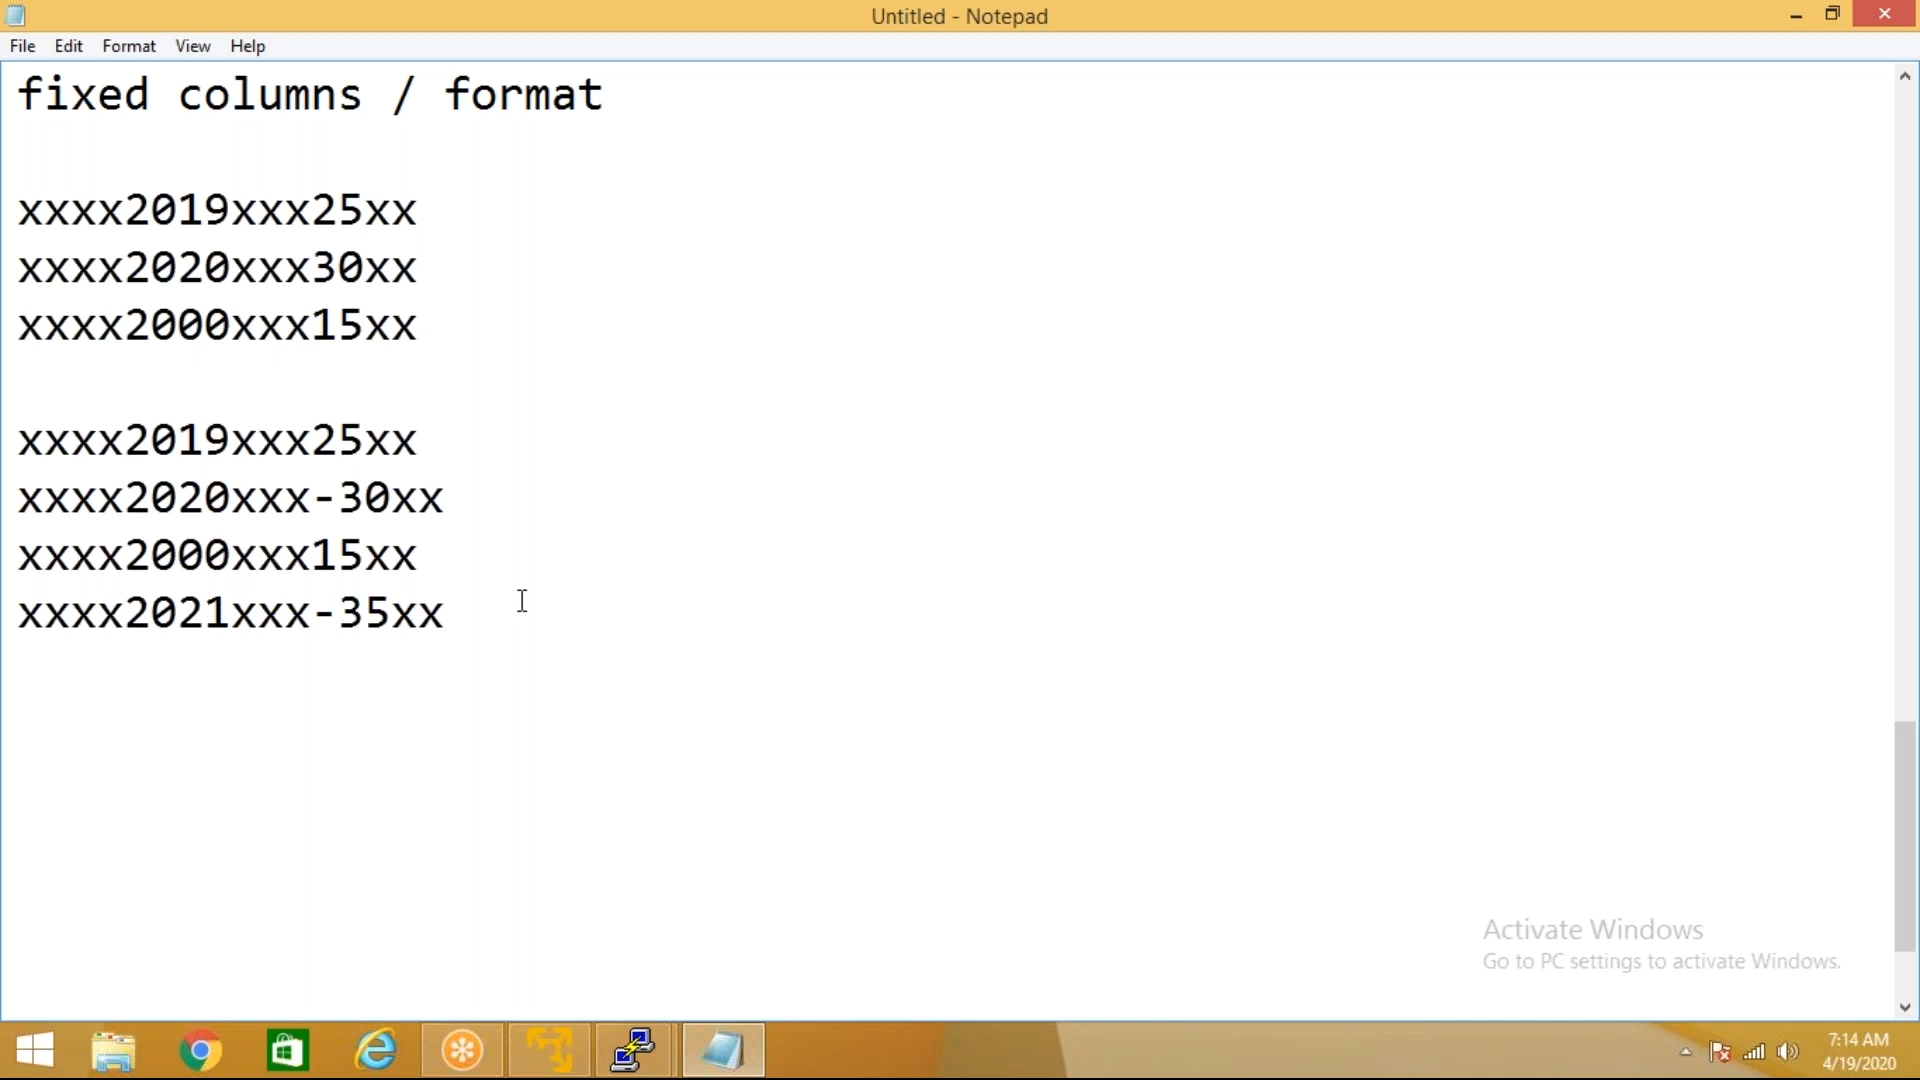 Untitled - Notepad
File Edit Format View Help
fixed columns / format
xxxx2019xxx25xx
xxxx2020xxx30xx
xxxx2000xxx15xx
xxxx2019xxx25xx
xxxx2020xxx-30xx
xxxx2000xxx15xx
xxxx2021xxx-35xx
Activate Windows
Go to PC settings to activate Windows.
7:14 AM
4/19/2020